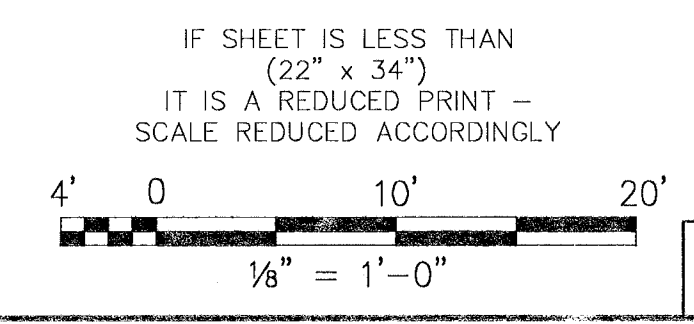 IF SHEET IS LESS THAN
(22" x 34")
IT IS A REDUCED PRINT –
SCALE REDUCED ACCORDINGLY
4' 0 10' 20'
⅛" = 1'-0"